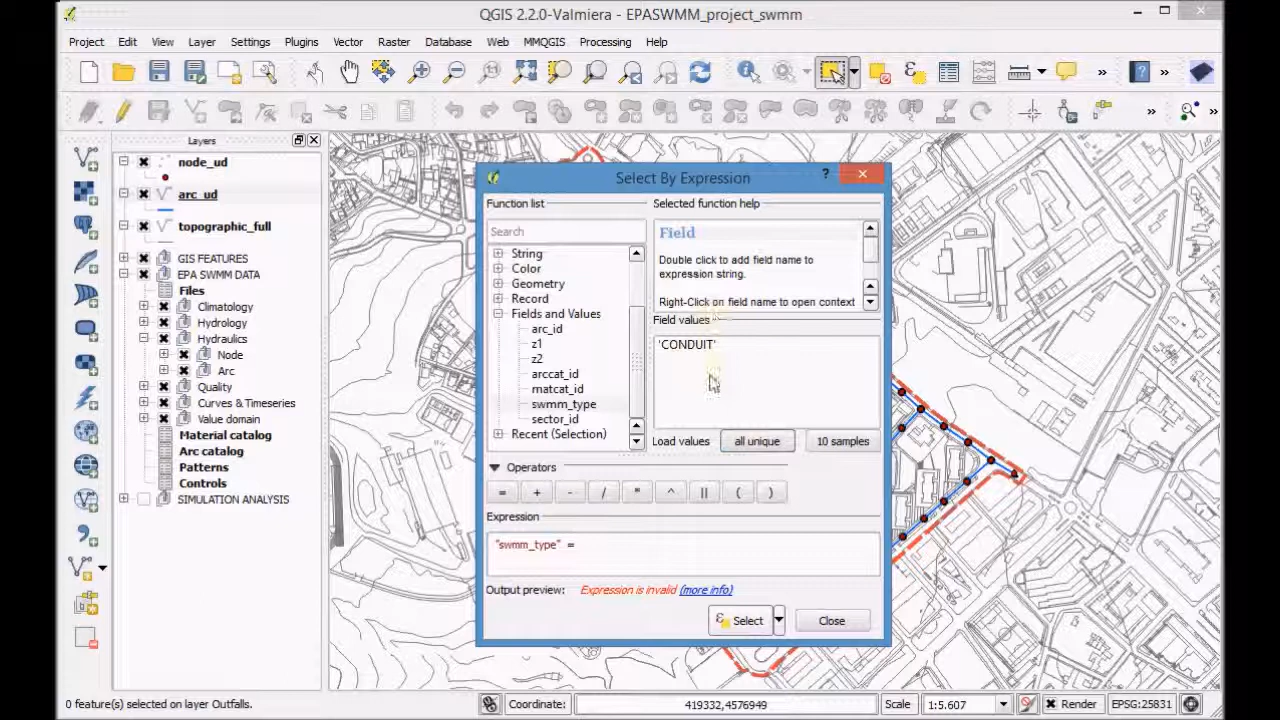 QGIS 2.2.0-Valmiera - EPASWMM_project_swmm
Project Edit View Layer Settings Plugins Vector Raster Database Web MMQGIS Processing Help
Layers
node_ud
arc_ud
topographic_full
GIS FEATURES
EPA SWMM DATA
Files
Climatology
Hydrology
Hydraulics
Node
Arc
Quality
Curves & Timeseries
Value domain
Material catalog
Arc catalog
Patterns
Controls
SIMULATION ANALYSIS
Select By Expression
Function list
Search
String
Color
Geometry
Record
Fields and Values
arc_id
z1
z2
arccat_id
matcat_id
swmm_type
sector_id
Recent (Selection)
Selected function help
Field
Double click to add field name to
expression string.
Right-Click on field name to open context
Field values
'CONDUIT'
Load values all unique 10 samples
Operators
= + - / * ^ || ( )
Expression
"swmm_type" =
Output preview: Expression is invalid (more info)
Select Close
0 feature(s) selected on layer Outfalls. Coordinate: 419332,4576949 Scale 1:5.607 Render EPSG:25831